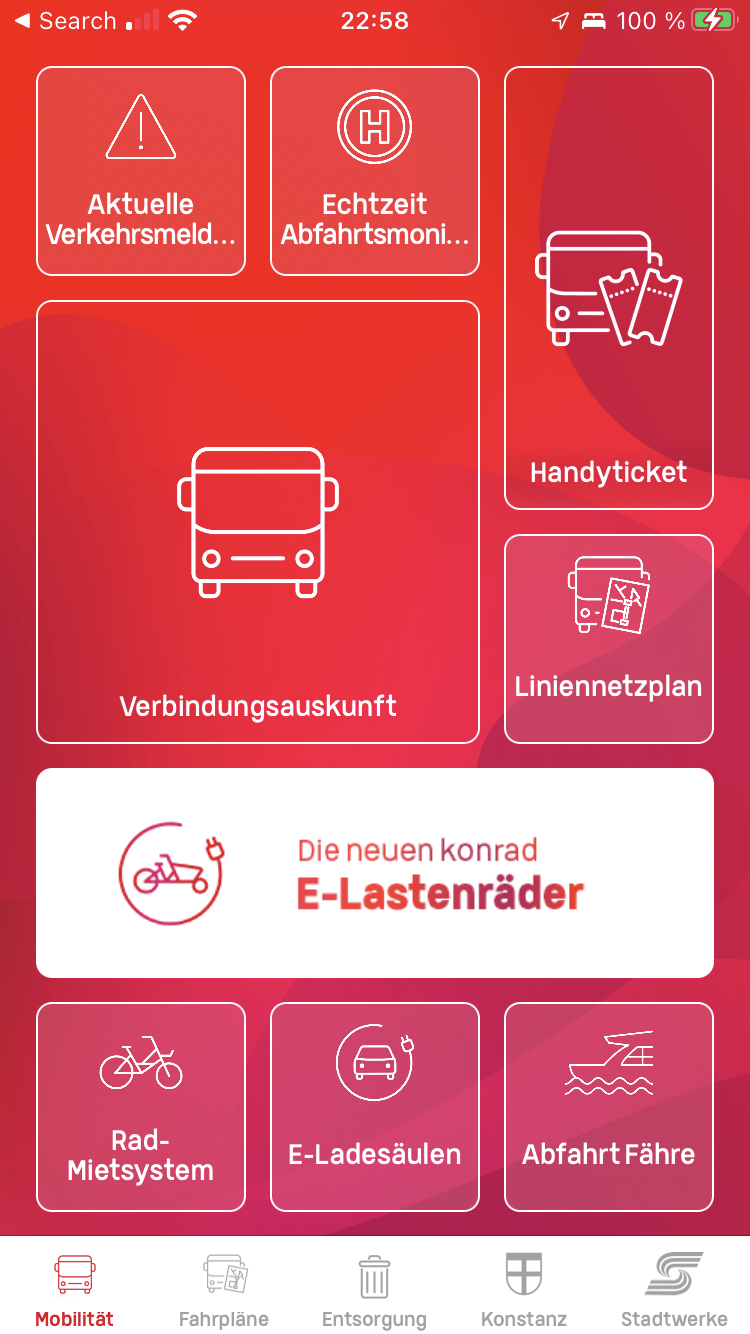 Search
22:58
100 %
Aktuelle
Verkehrsmeld...
Echtzeit
Abfahrtsmoni...
H
Handyticket
Verbindungsauskunft
Liniennetzplan
Die neuen konrad
E-Lastenräder
Rad-
Mietsystem
E-Ladesäulen
Abfahrt Fähre
Mobilität
Fahrpläne
Entsorgung
Konstanz
Stadtwerke